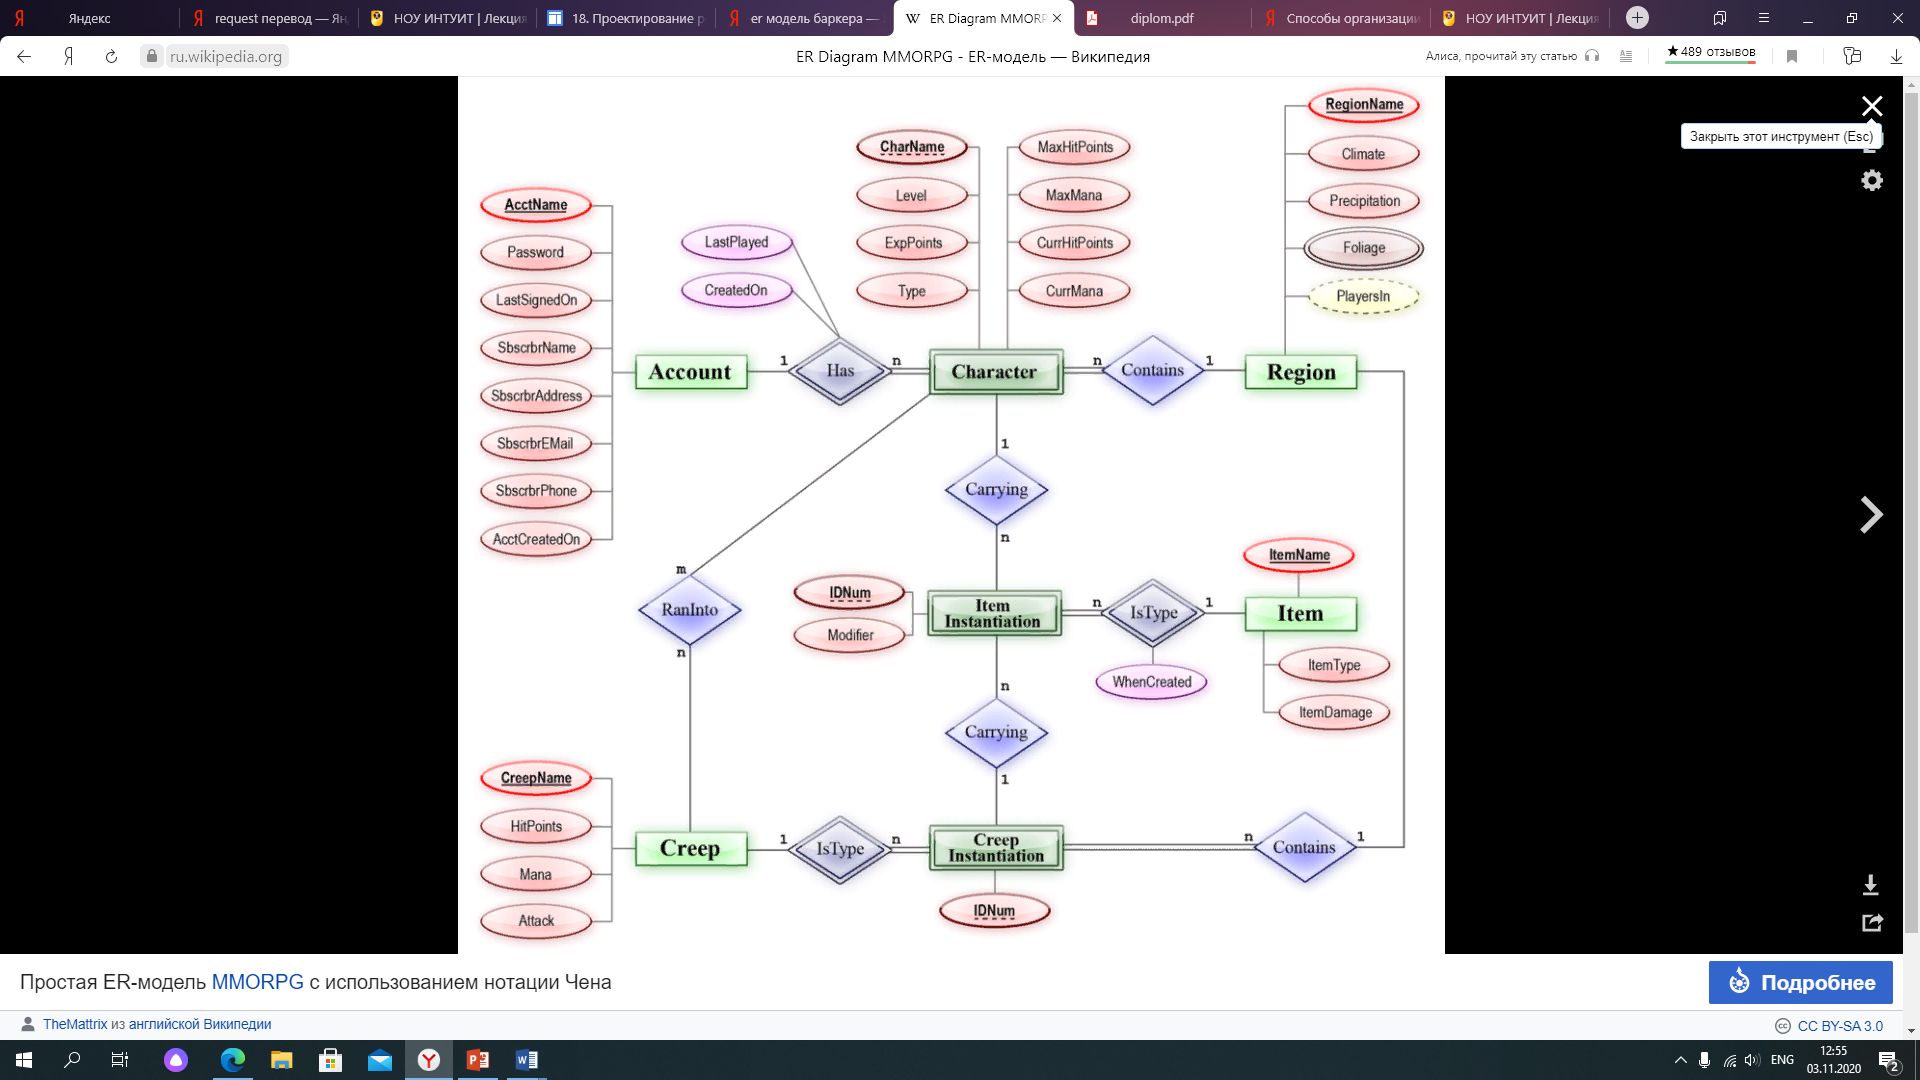 Яндекс
request перевод — Ян
НОУ ИНТУИТ | Лекция
18. Проектирование р
er модель баркера —
ER Diagram MMORP
diplom.pdf
Способы организации
НОУ ИНТУИТ | Лекция
ru.wikipedia.org
ER Diagram MMORPG - ER-модель — Википедия
Алиса, прочитай эту статью
★ 489 отзывов
Закрыть этот инструмент (Esc)
RegionName
CharName
MaxHitPoints
Climate
Level
MaxMana
Precipitation
AcctName
LastPlayed
ExpPoints
CurrHitPoints
Foliage
Password
CreatedOn
Type
CurrMana
PlayersIn
LastSignedOn
SbscrbrName
Account
1
Has
n
Character
n
Contains
1
Region
SbscrbrAddress
SbscrbrEMail
1
Carrying
SbscrbrPhone
n
AcctCreatedOn
m
RanInto
n
IDNum
Modifier
Item
Instantiation
n
IsType
1
ItemName
Item
WhenCreated
ItemType
ItemDamage
n
Carrying
1
CreepName
HitPoints
Mana
Attack
Creep
1
IsType
n
Creep
Instantiation
n
Contains
1
IDNum
Простая ER-модель MMORPG с использованием нотации Чена
Подробнее
TheMattrix из английской Википедии
CC BY-SA 3.0
ENG
12:55
03.11.2020
2